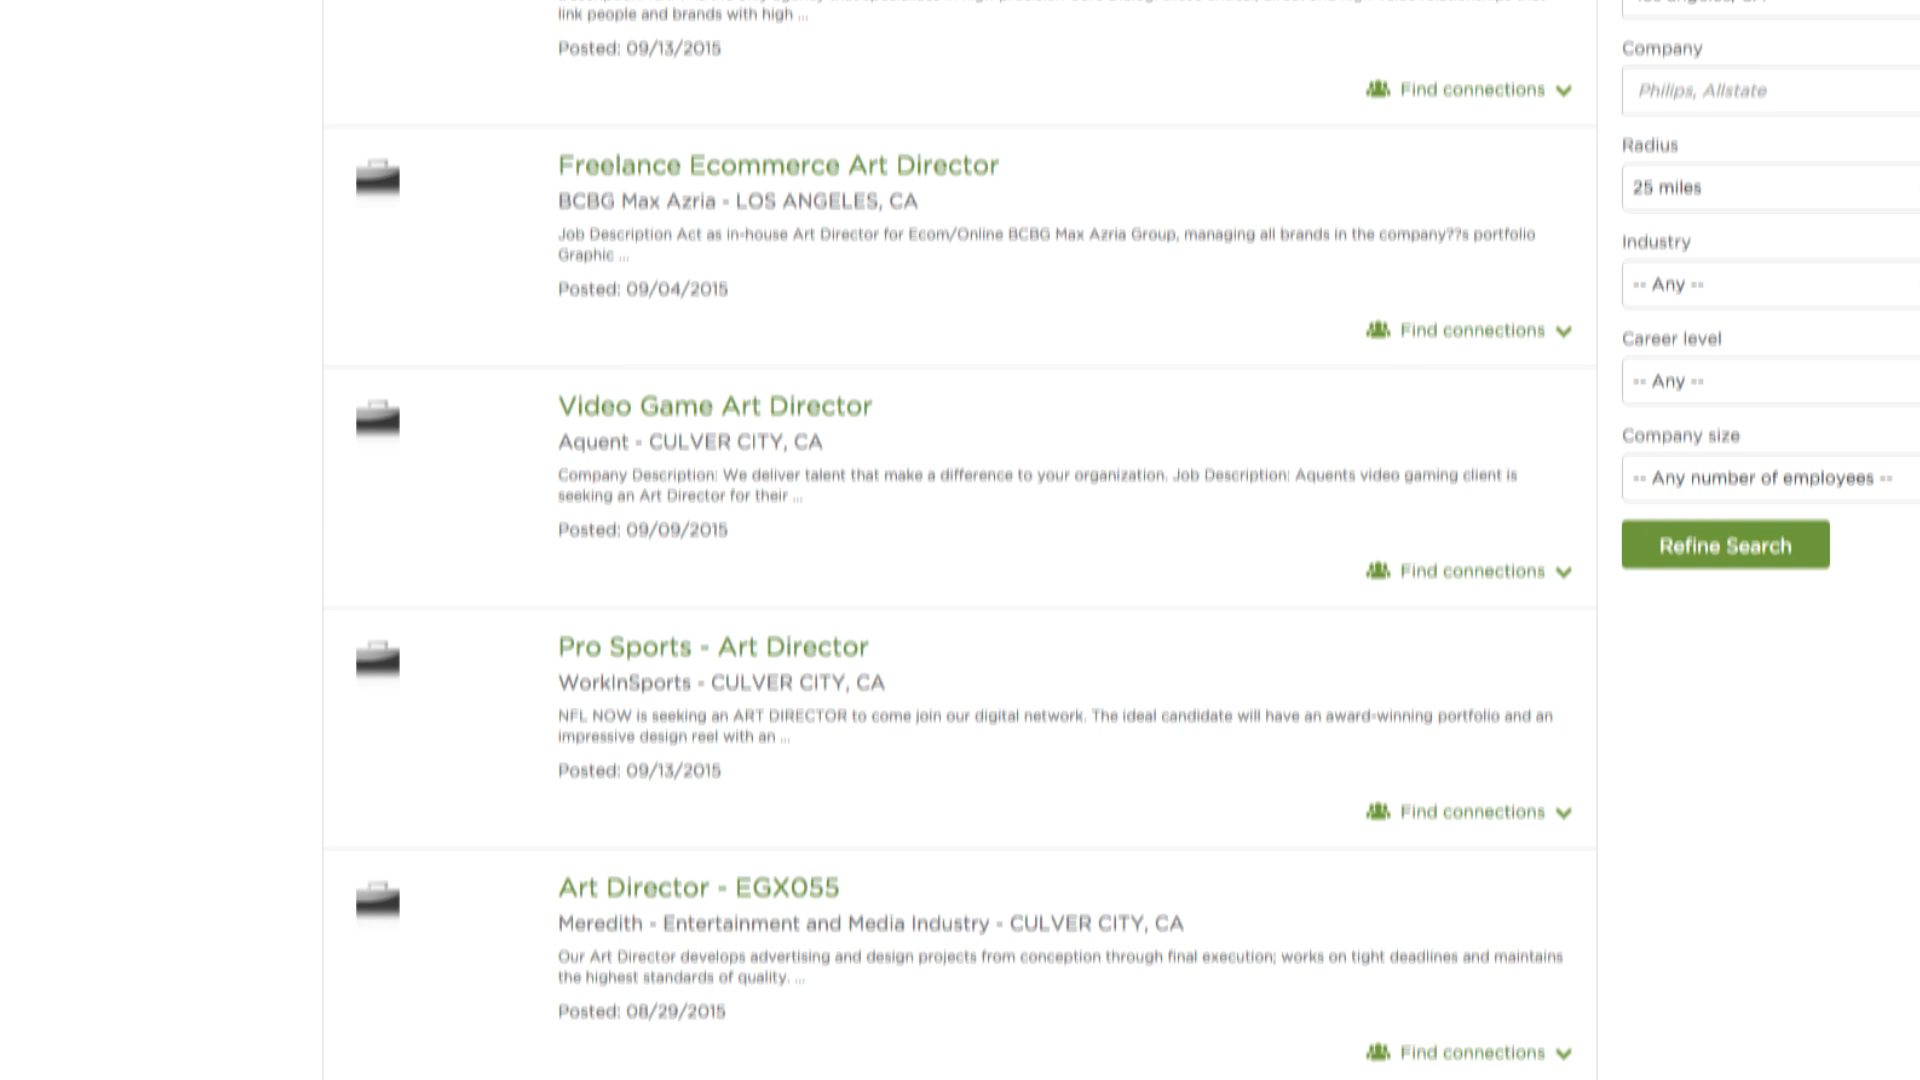 link people and brands with high ...
Posted: 09/13/2015
Find connections
Freelance Ecommerce Art Director
BCBG Max Azria - LOS ANGELES, CA
Job Description Act as in-house Art Director for Ecom/Online BCBG Max Azria Group, managing all brands in the company??s portfolio
Graphic ...
Posted: 09/04/2015
Find connections
Video Game Art Director
Aquent - CULVER CITY, CA
Company Description: We deliver talent that make a difference to your organization. Job Description: Aquents video gaming client is
seeking an Art Director for their ...
Posted: 09/09/2015
Find connections
Pro Sports - Art Director
WorkInSports - CULVER CITY, CA
NFL NOW is seeking an ART DIRECTOR to come join our digital network. The ideal candidate will have an award-winning portfolio and an
impressive design reel with an ...
Posted: 09/13/2015
Find connections
Art Director - EGX055
Meredith - Entertainment and Media Industry - CULVER CITY, CA
Our Art Director develops advertising and design projects from conception through final execution; works on tight deadlines and maintains
the highest standards of quality. ...
Posted: 08/29/2015
Find connections
Company
Philips, Allstate
Radius
25 miles
Industry
-- Any --
Career level
-- Any --
Company size
-- Any number of employees --
Refine Search